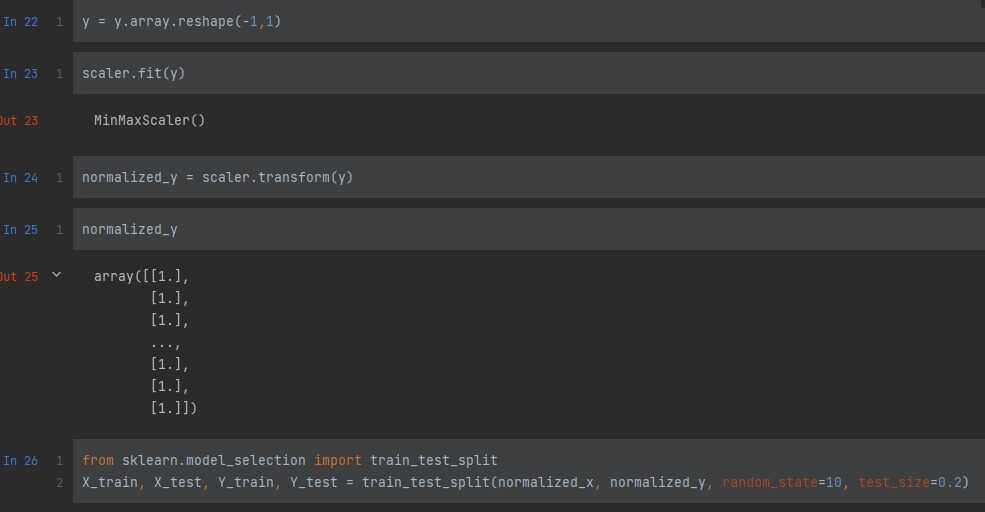 In 22 1 y = y.array.reshape(-1,1)
In 23 1 scaler.fit(y)
Out 23 MinMaxScaler()
In 24 1 normalized_y = scaler.transform(y)
In 25 1 normalized_y
Out 25 array([[1.],
[1.],
[1.],
...,
[1.],
[1.],
[1.]])
In 26 1 from sklearn.model_selection import train_test_split
2 X_train, X_test, Y_train, Y_test = train_test_split(normalized_x, normalized_y, random_state=10, test_size=0.2)